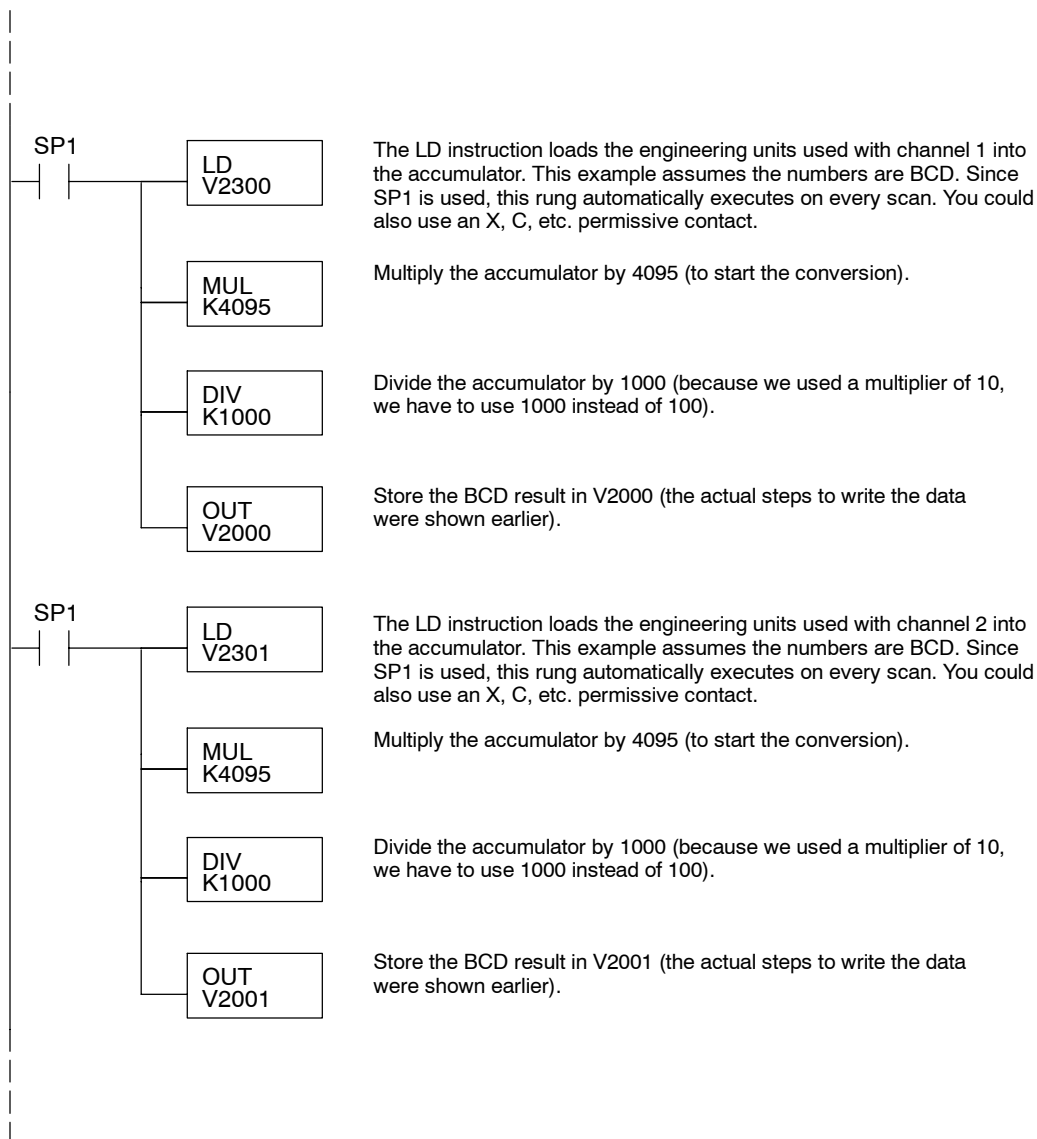 SP1
LD
V2300
The LD instruction loads the engineering units used with channel 1 into
the accumulator. This example assumes the numbers are BCD. Since
SP1 is used, this rung automatically executes on every scan. You could
also use an X, C, etc. permissive contact.
MUL
K4095
Multiply the accumulator by 4095 (to start the conversion).
DIV
K1000
Divide the accumulator by 1000 (because we used a multiplier of 10,
we have to use 1000 instead of 100).
OUT
V2000
Store the BCD result in V2000 (the actual steps to write the data
were shown earlier).
SP1
LD
V2301
The LD instruction loads the engineering units used with channel 2 into
the accumulator. This example assumes the numbers are BCD. Since
SP1 is used, this rung automatically executes on every scan. You could
also use an X, C, etc. permissive contact.
MUL
K4095
Multiply the accumulator by 4095 (to start the conversion).
DIV
K1000
Divide the accumulator by 1000 (because we used a multiplier of 10,
we have to use 1000 instead of 100).
OUT
V2001
Store the BCD result in V2001 (the actual steps to write the data
were shown earlier).